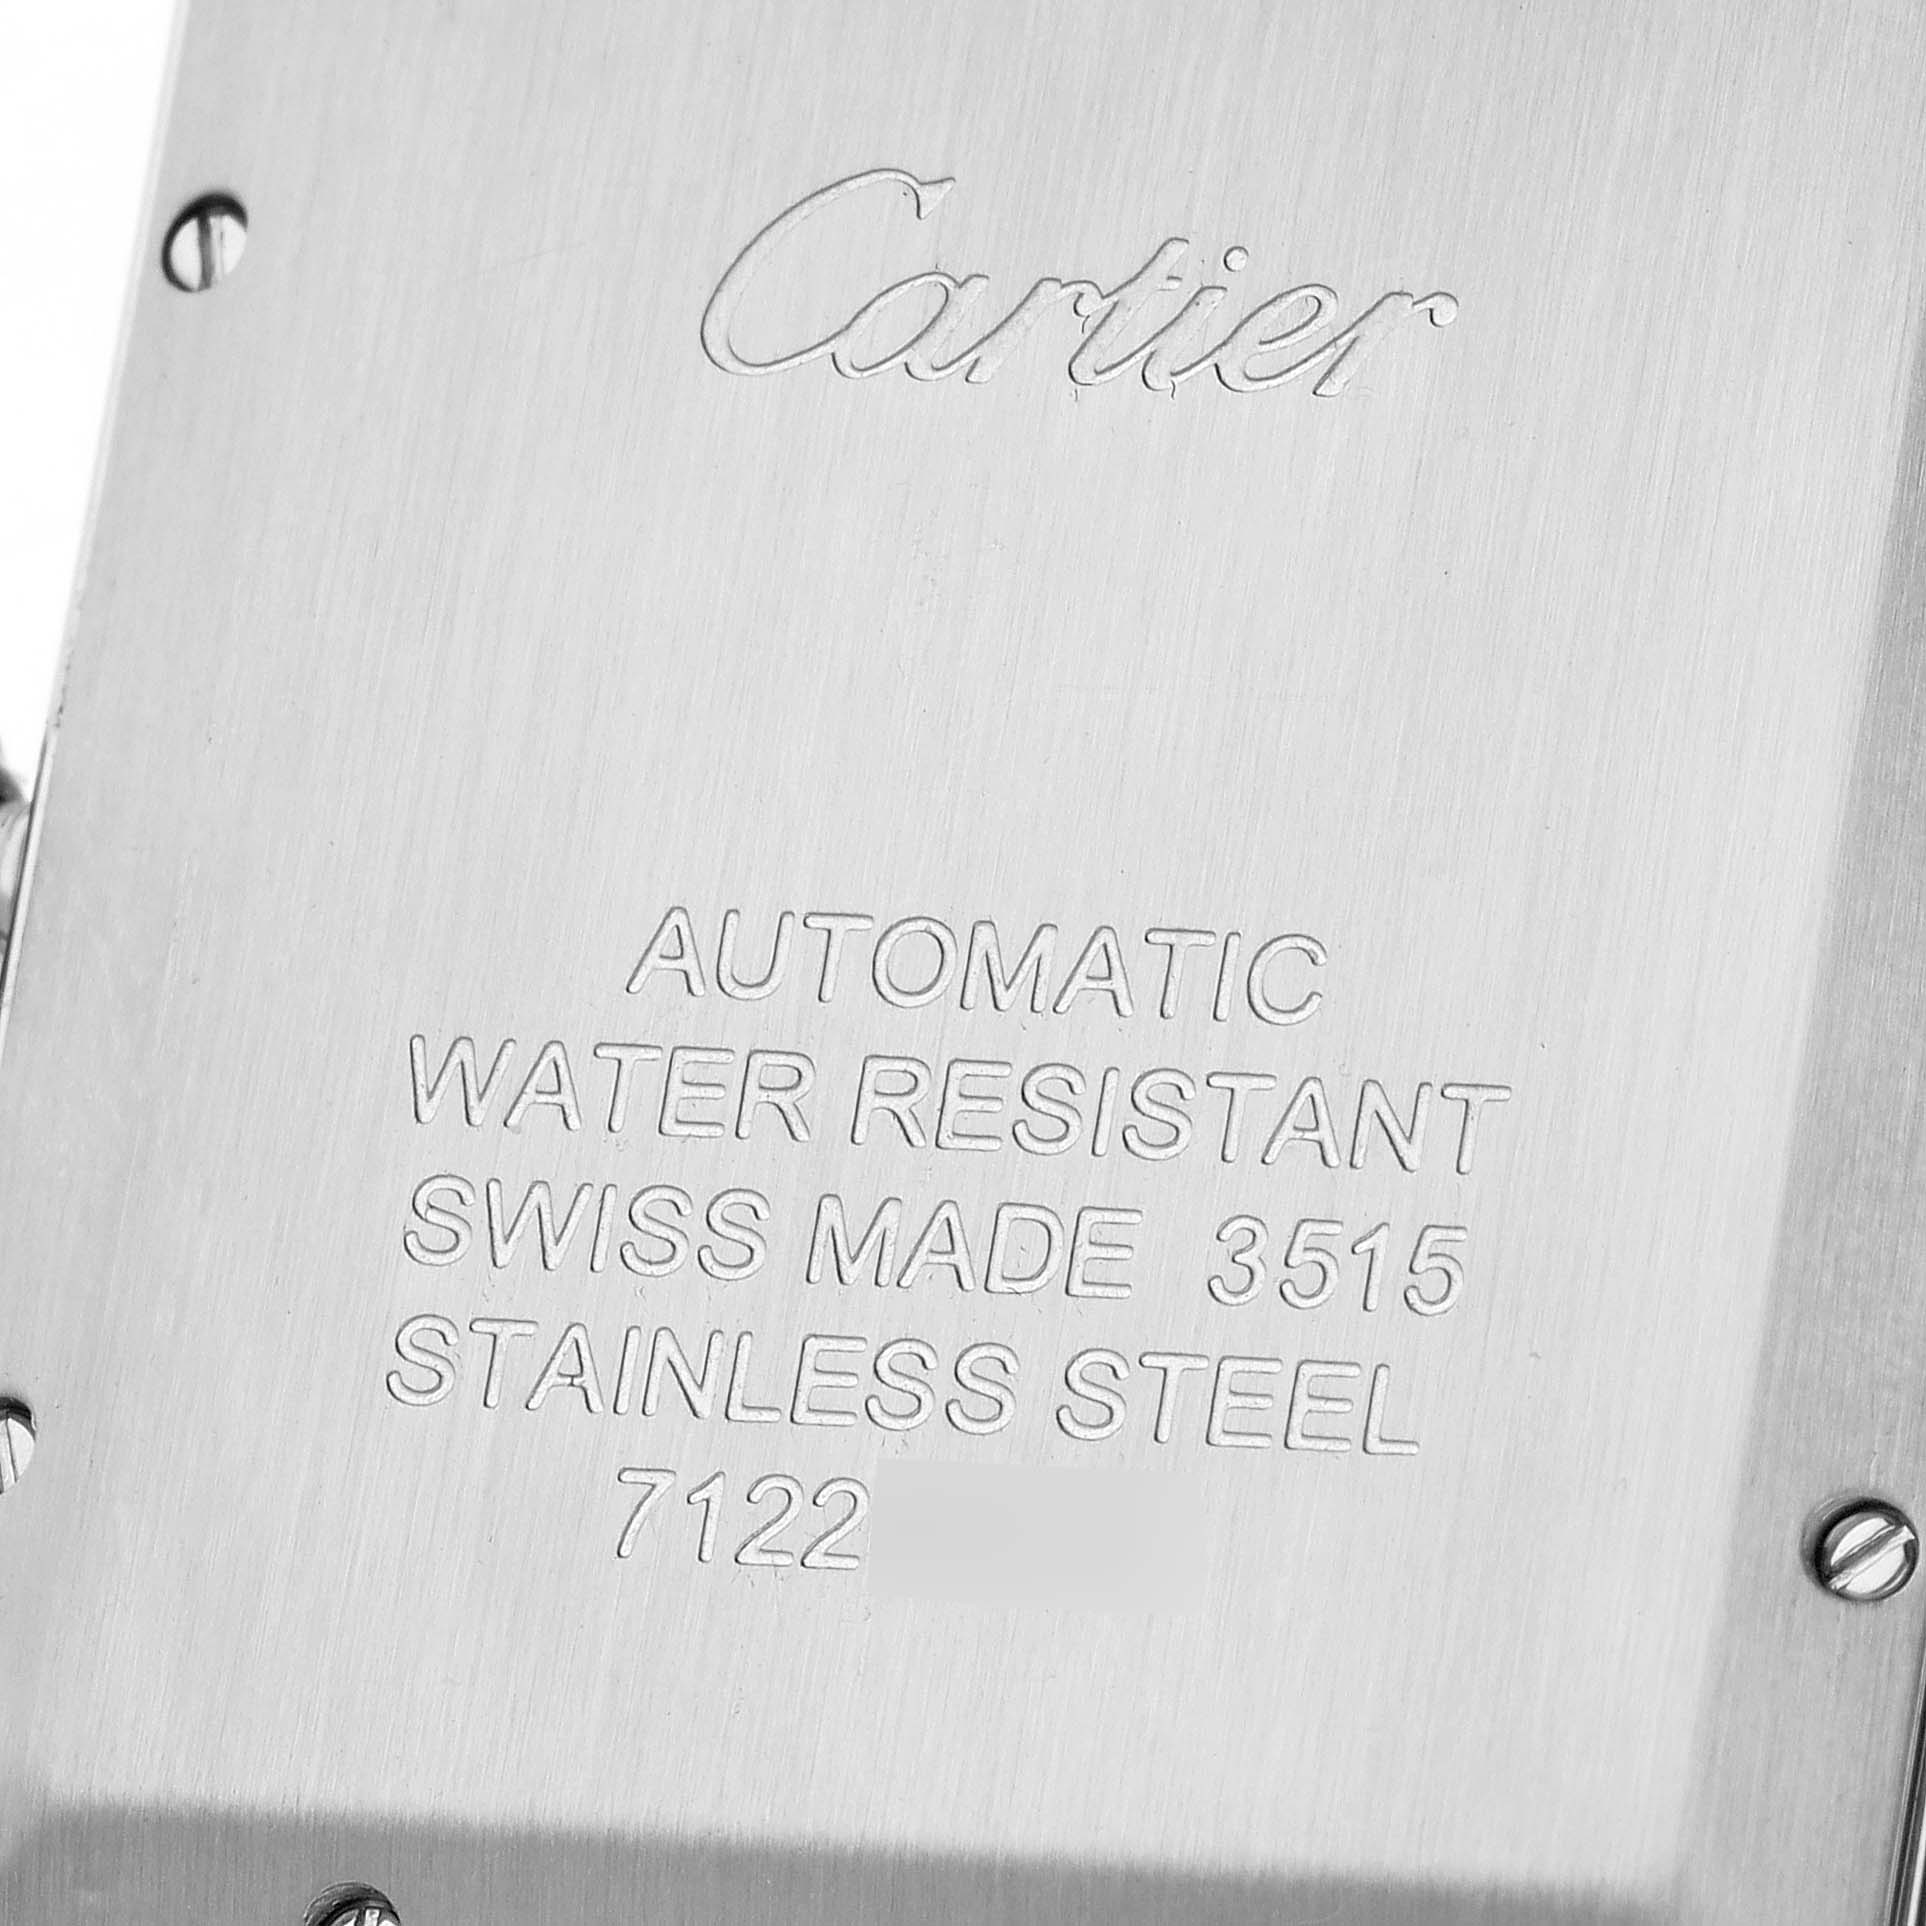 Cartier
AUTOMATIC
WATER RESISTANT
SWISS MADE 3515
STAINLESS STEEL
7122